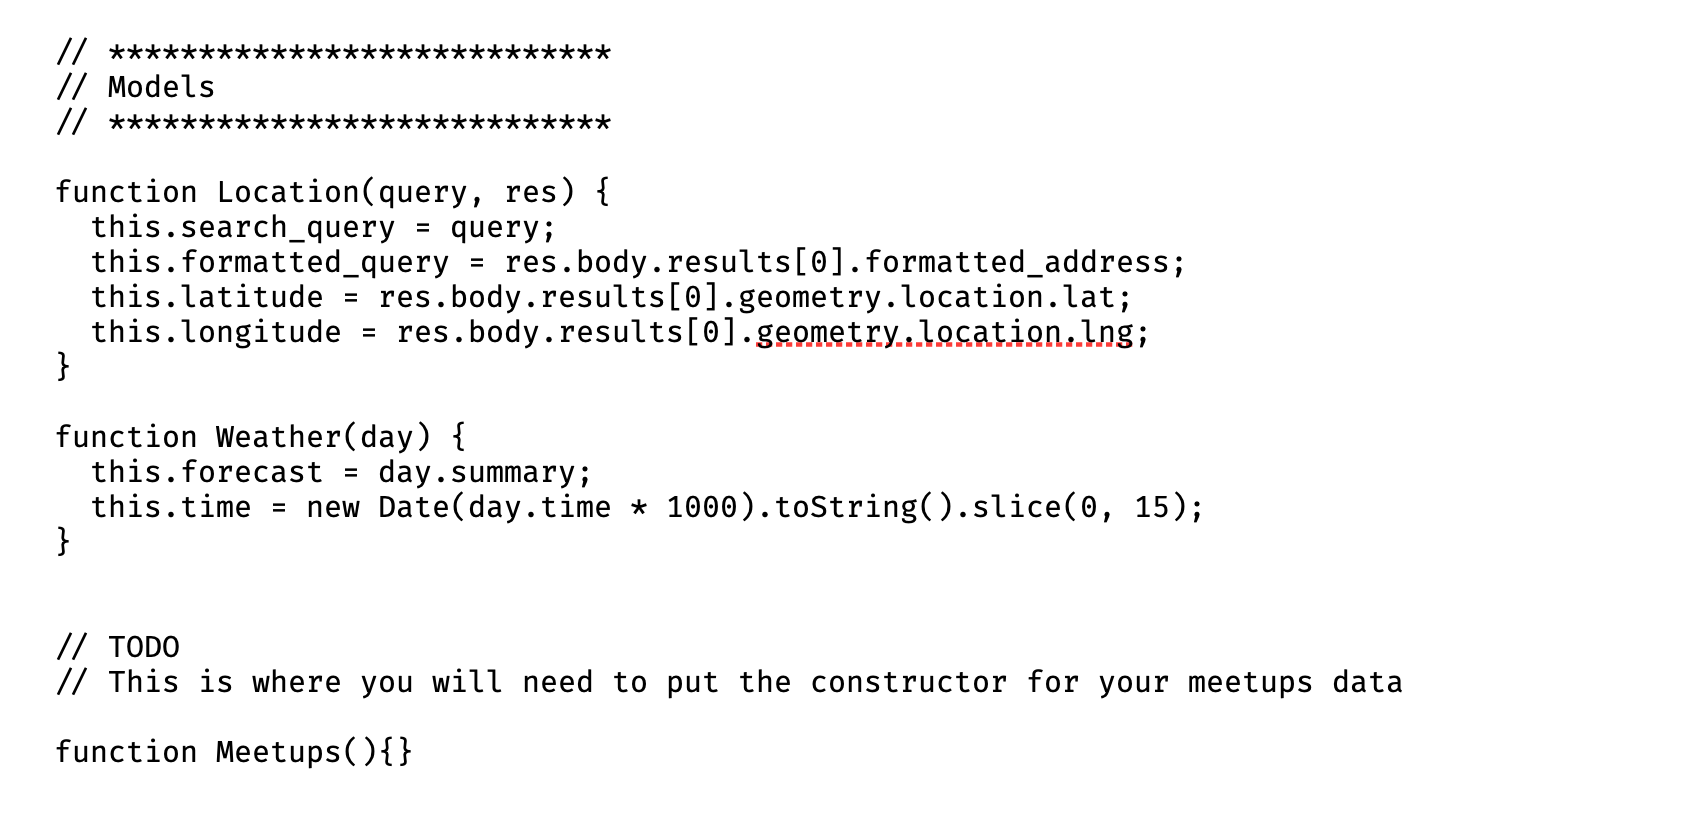 // ****************************
// Models
// ****************************
function Location(query, res) {
  this.search_query = query;
  this.formatted_query = res.body.results[0].formatted_address;
  this.latitude = res.body.results[0].geometry.location.lat;
  this.longitude = res.body.results[0].geometry.location.lng;
}
function Weather(day) {
  this.forecast = day.summary;
  this.time = new Date(day.time * 1000).toString().slice(0, 15);
}
// TODO
// This is where you will need to put the constructor for your meetups data
function Meetups(){}